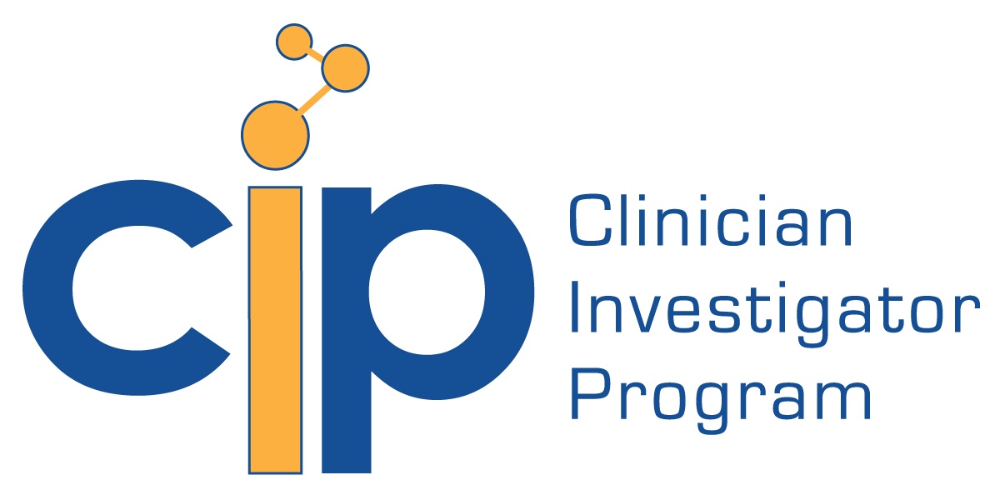 cip
Clinician
Investigator
Program